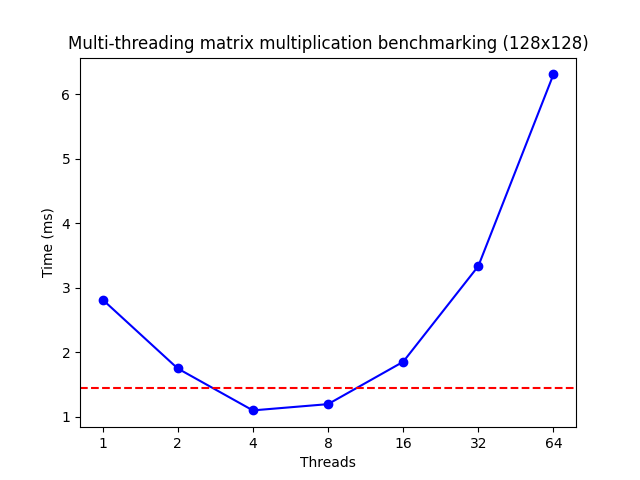 Multi-threading matrix multiplication benchmarking (128x128)
Time (ms)
6
5
4
3
2
1
1 2 4 8 16 32 64
Threads